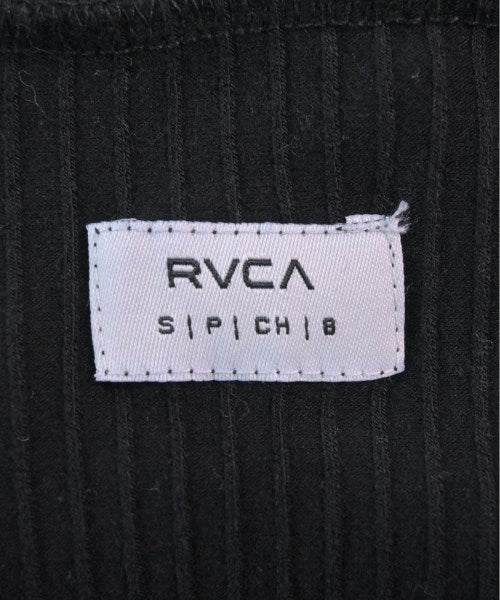 RVCA
S | P | CH | 8